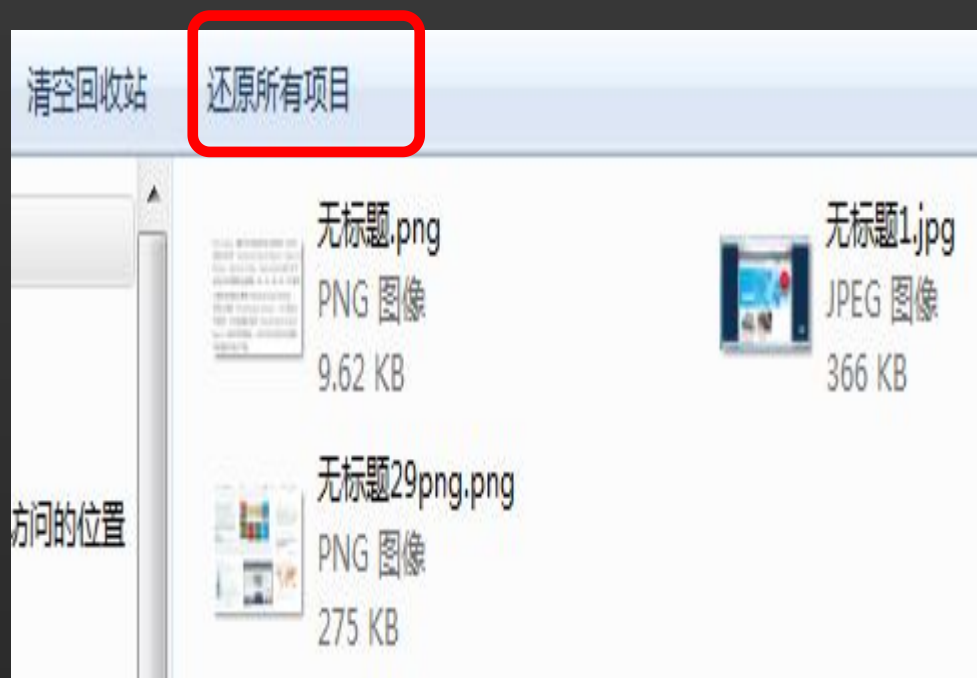 清空回收站 还原所有项目
无标题.png
PNG 图像
9.62 KB
无标题1.jpg
JPEG 图像
366 KB
无标题29png.png
PNG 图像
275 KB
访问的位置